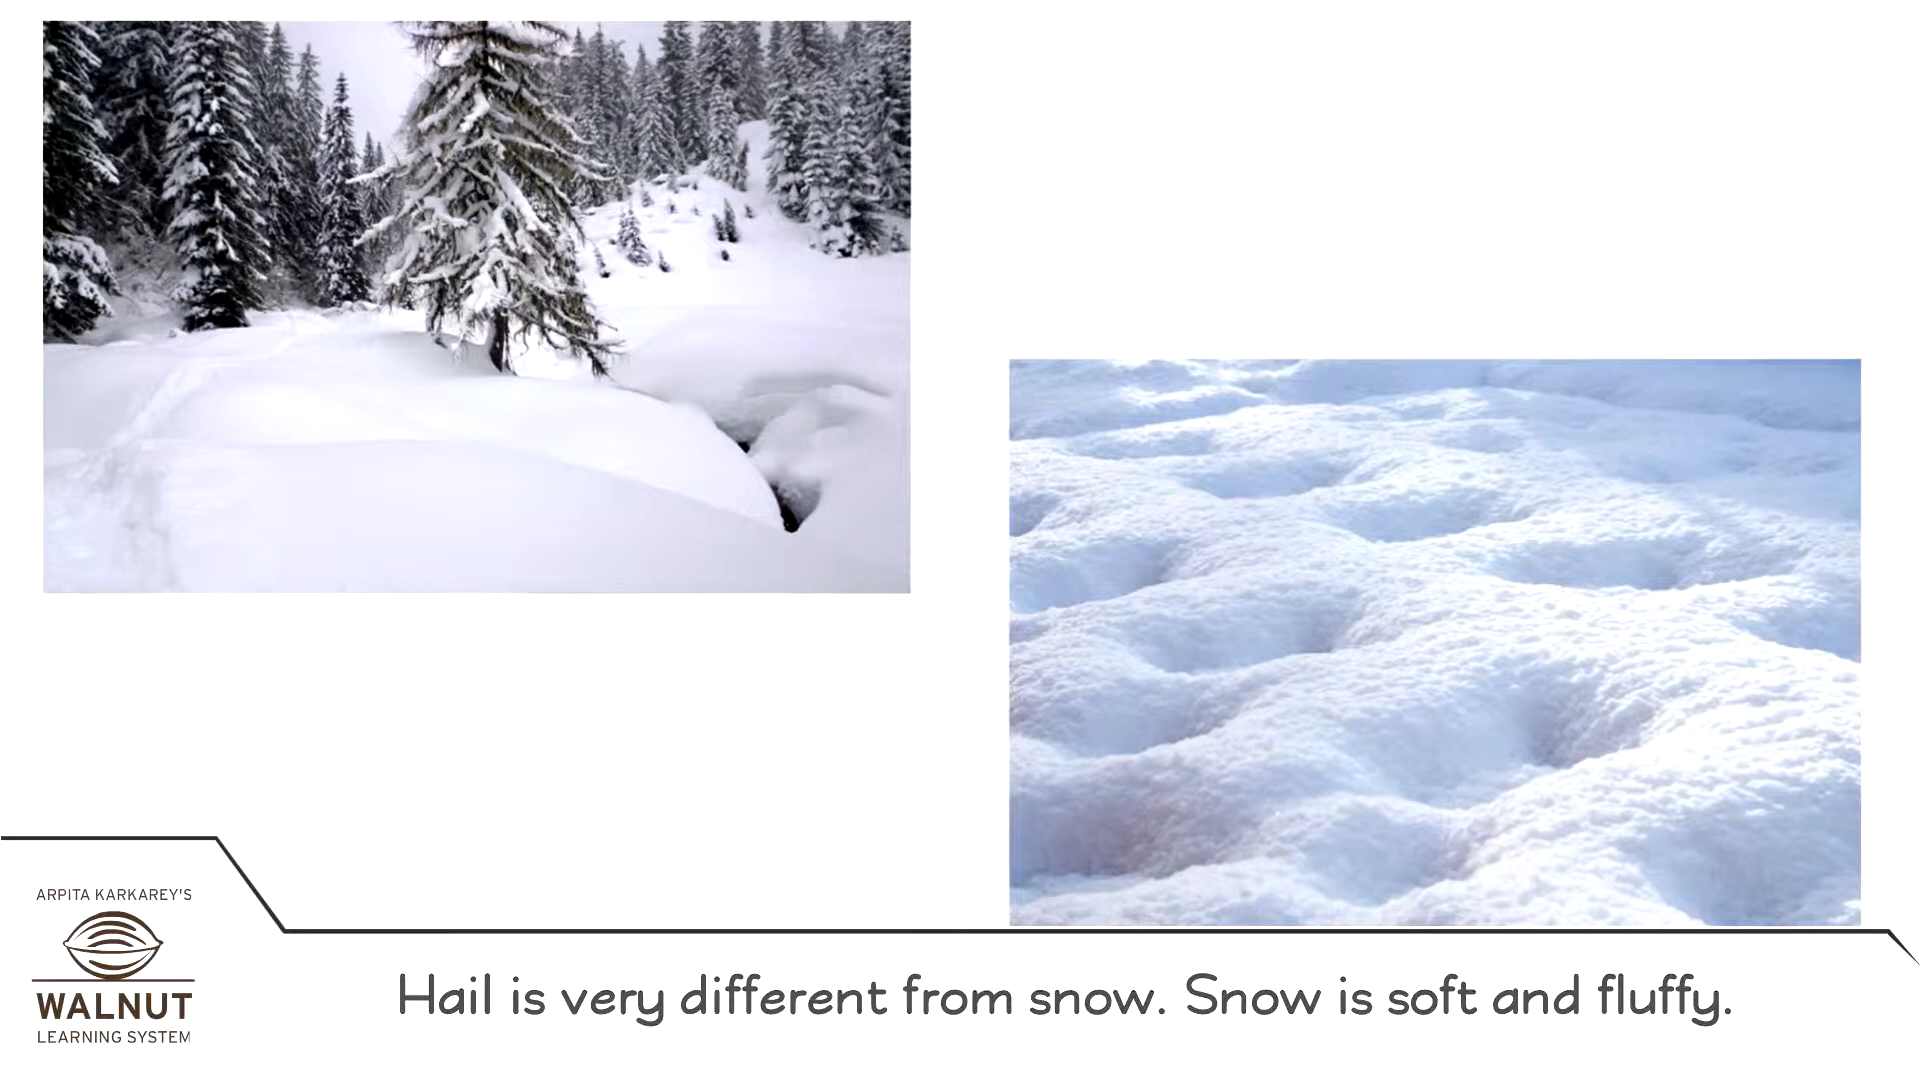 ARPITA KARKAREY'S
WALNUT
LEARNING SYSTEM
Hail is very different from snow. Snow is soft and fluffy.